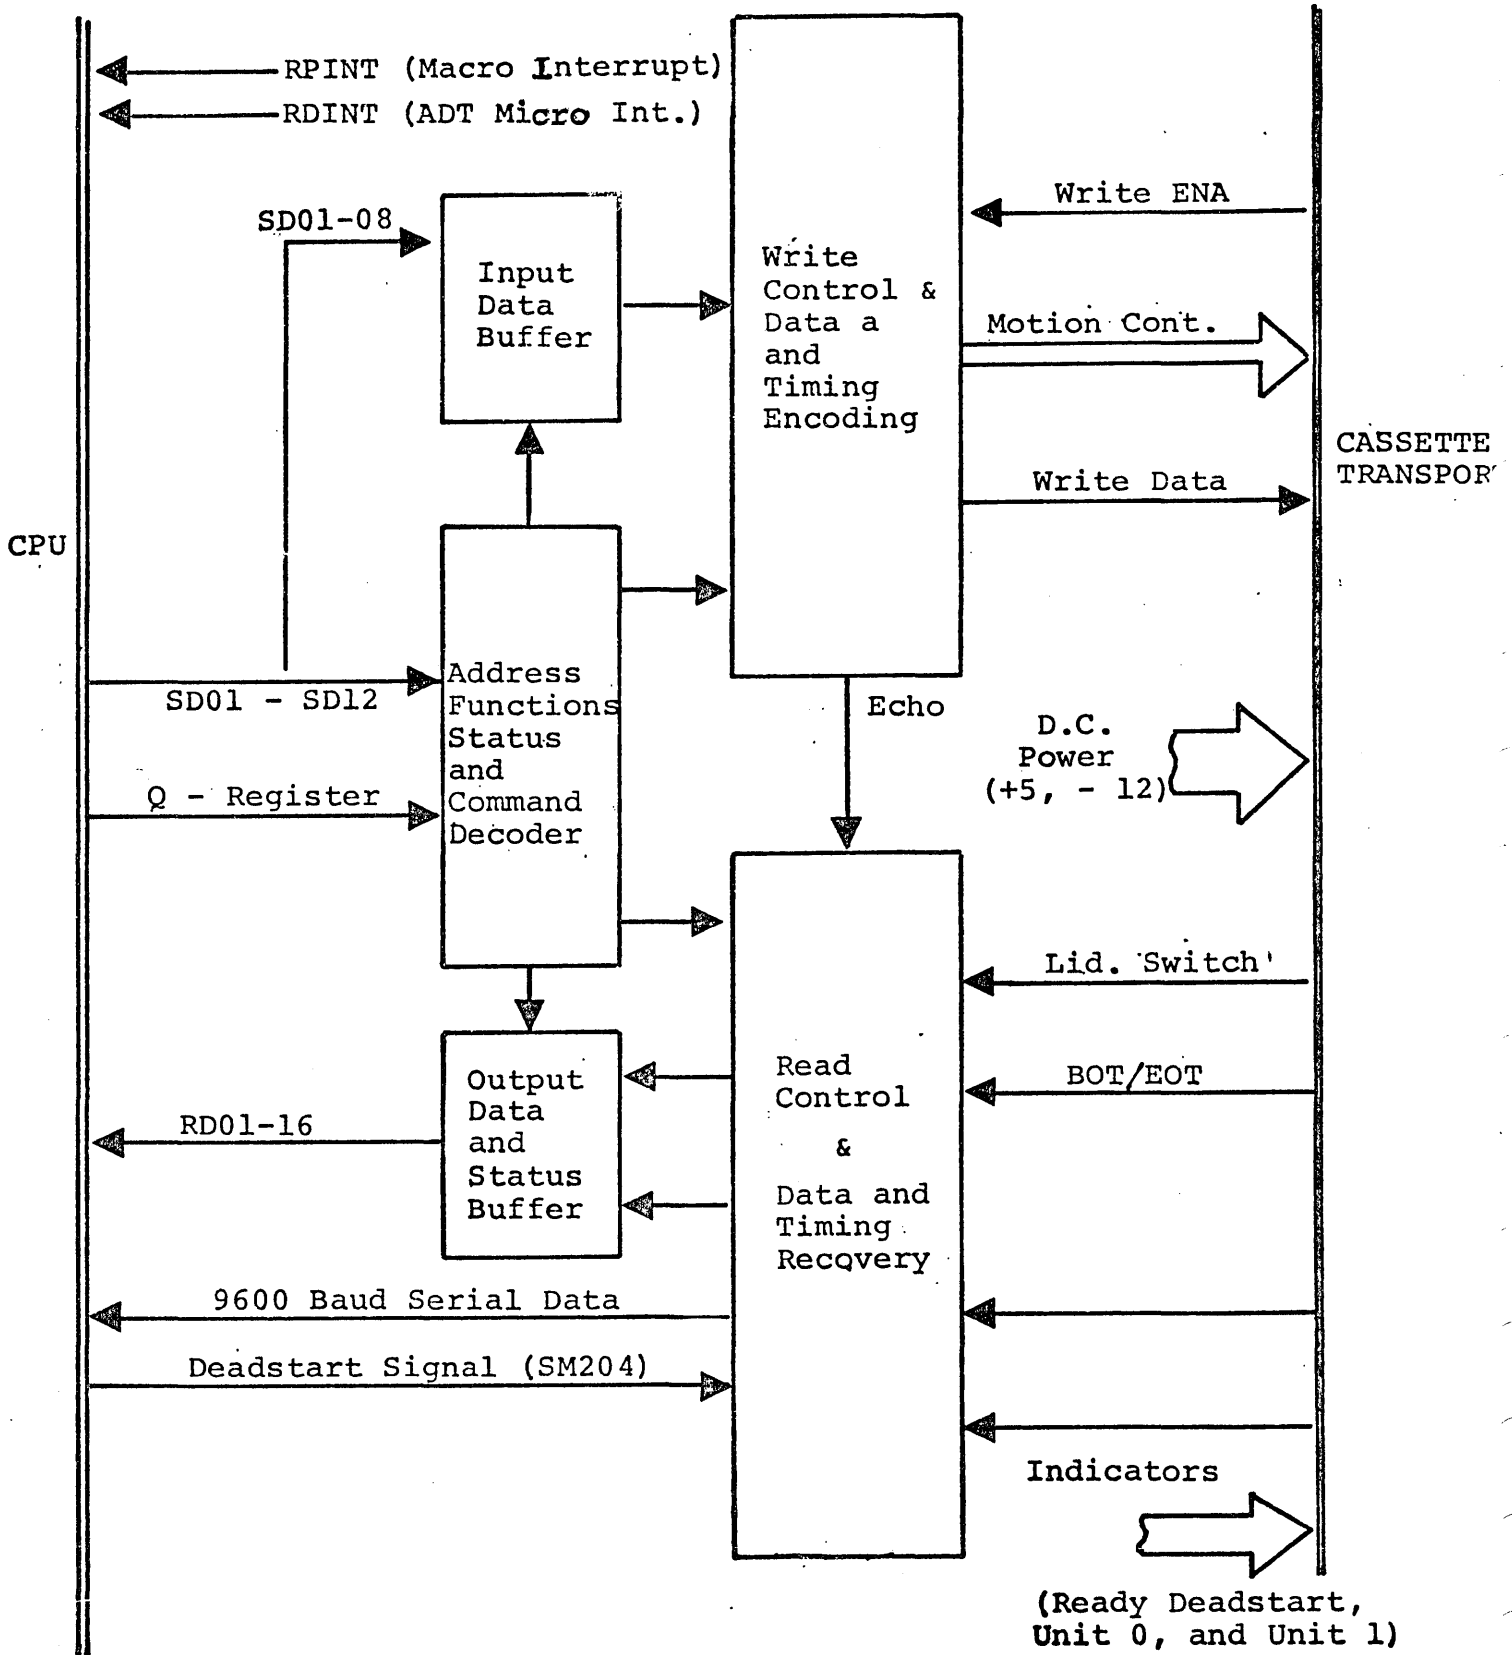 RPINT (Macro Interrupt)
RDINT (ADT Micro Int.)
SD01-08
Input
Data
Buffer
Write
Control &
Data a
and
Timing
Encoding
Write ENA
Motion Cont.
Write Data
CASSETTE
TRANSPOR
CPU
SD01 - SD12
Q - Register
Address
Functions
Status
and
Command
Decoder
Echo
D.C.
Power
(+5, - 12)
Lid. Switch
BOT/EOT
Output
Data
and
Status
Buffer
RD01-16
Read
Control
&
Data and
Timing
Recovery
9600 Baud Serial Data
Deadstart Signal (SM204)
Indicators
(Ready Deadstart,
Unit 0, and Unit 1)